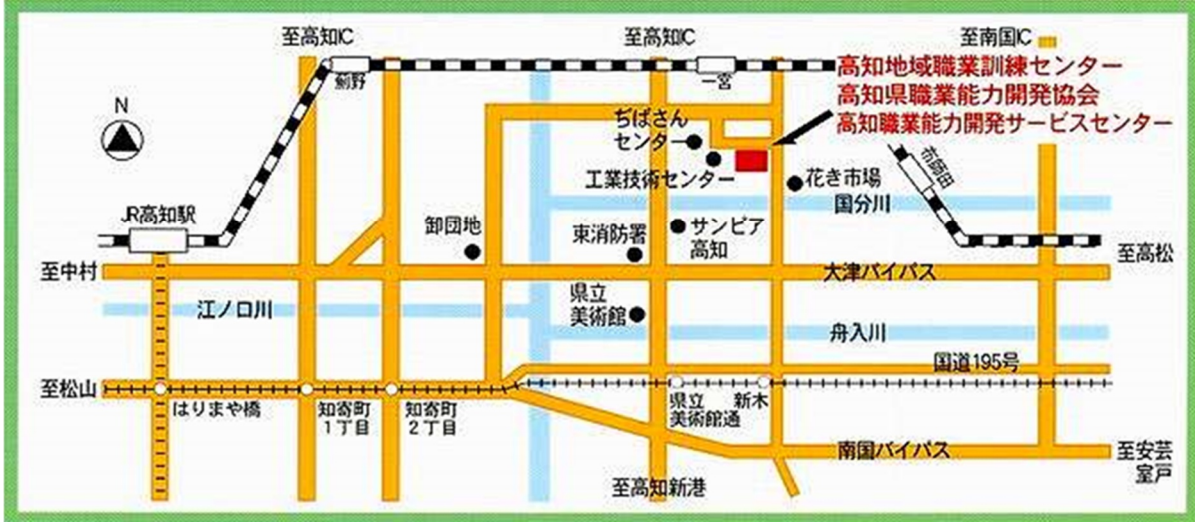 至高知IC
至高知IC
至南国IC
薊野
一宮
高知地域職業訓練センター
高知県職業能力開発協会
高知職業能力開発サービスセンター
N
ぢばさん
センター
工業技術センター
花き市場
布師田
国分川
JR高知駅
卸団地
東消防署
サンピア
高知
至高松
至中村
大津バイパス
江ノ口川
県立
美術館
舟入川
国道195号
至松山
はりまや橋
知寄町
1丁目
知寄町
2丁目
県立
美術館通
新木
南国バイパス
至安芸
室戸
至高知新港